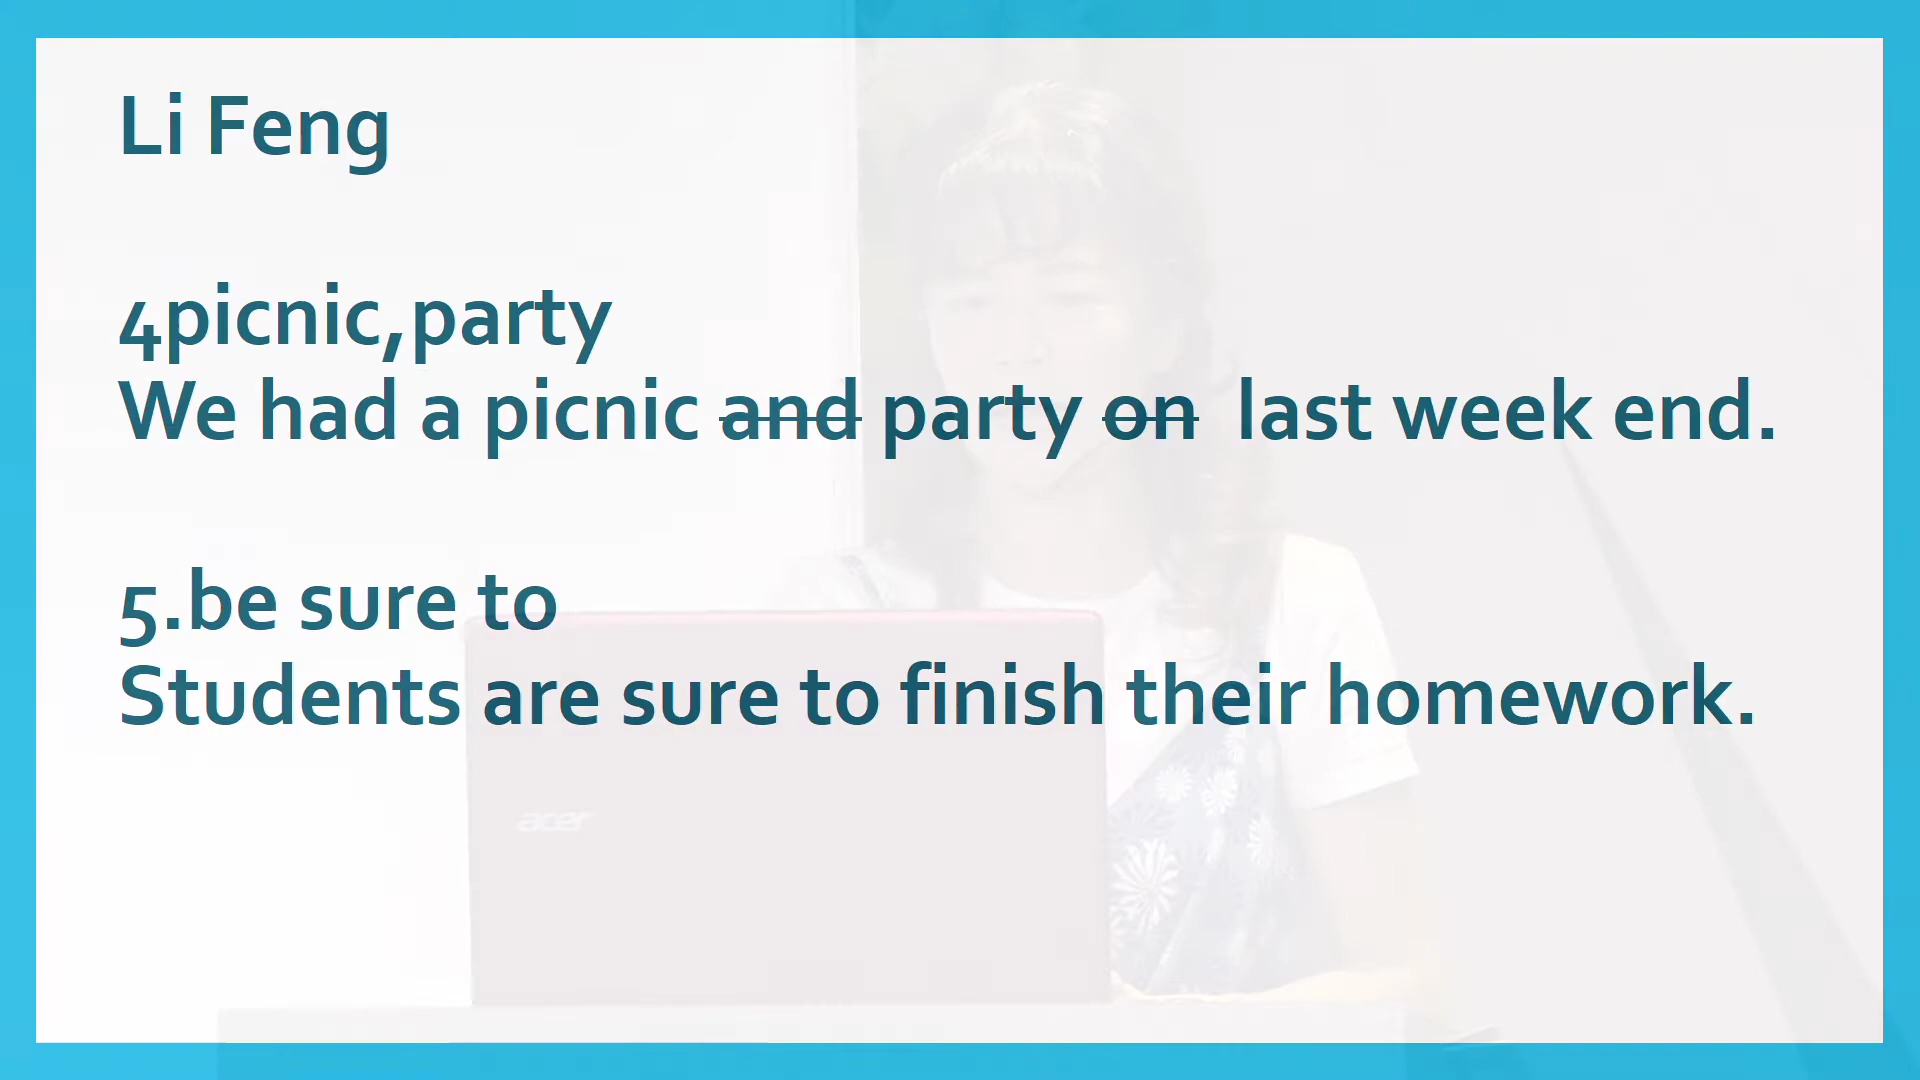 Li Feng
4picnic,party
We had a picnic and party on last week end.
5.be sure to
Students are sure to finish their homework.
acer